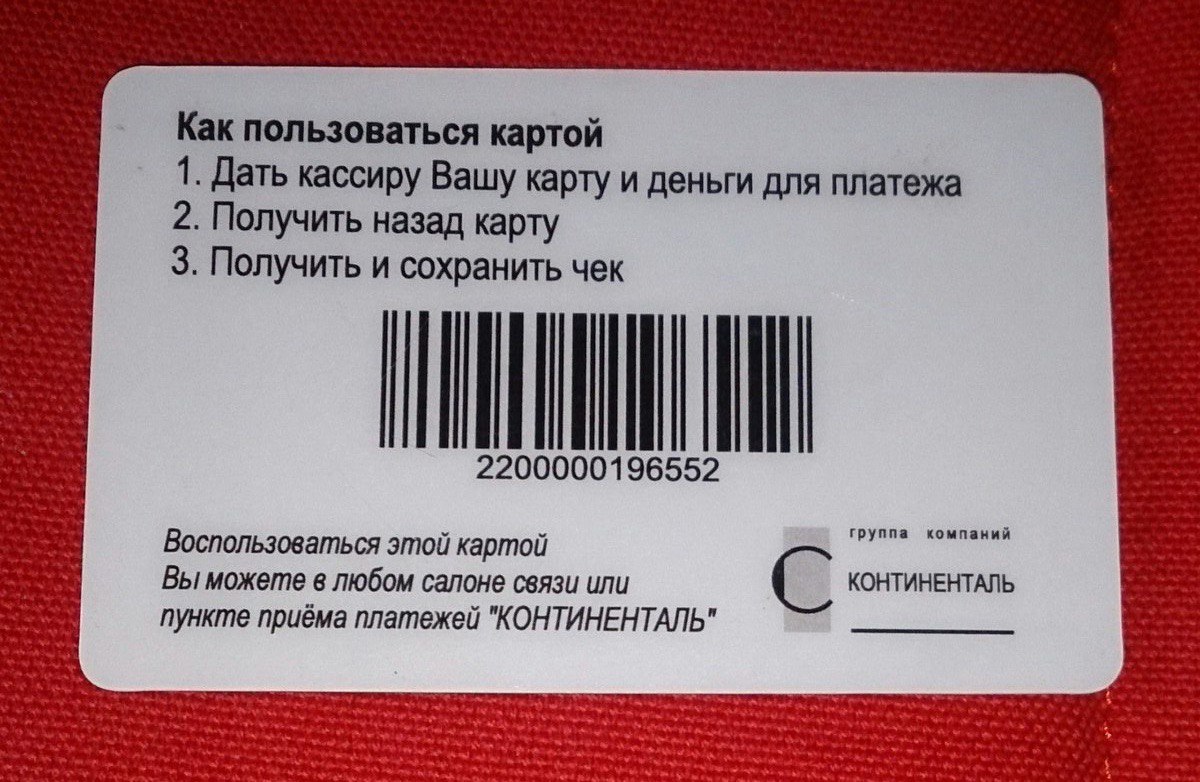 Как пользоваться картой
1. Дать кассиру Вашу карту и деньги для платежа
2. Получить назад карту
3. Получить и сохранить чек
2200000196552
Воспользоваться этой картой
Вы можете в любом салоне связи или
пункте приёма платежей "КОНТИНЕНТАЛЬ"
группа компаний
КОНТИНЕНТАЛЬ